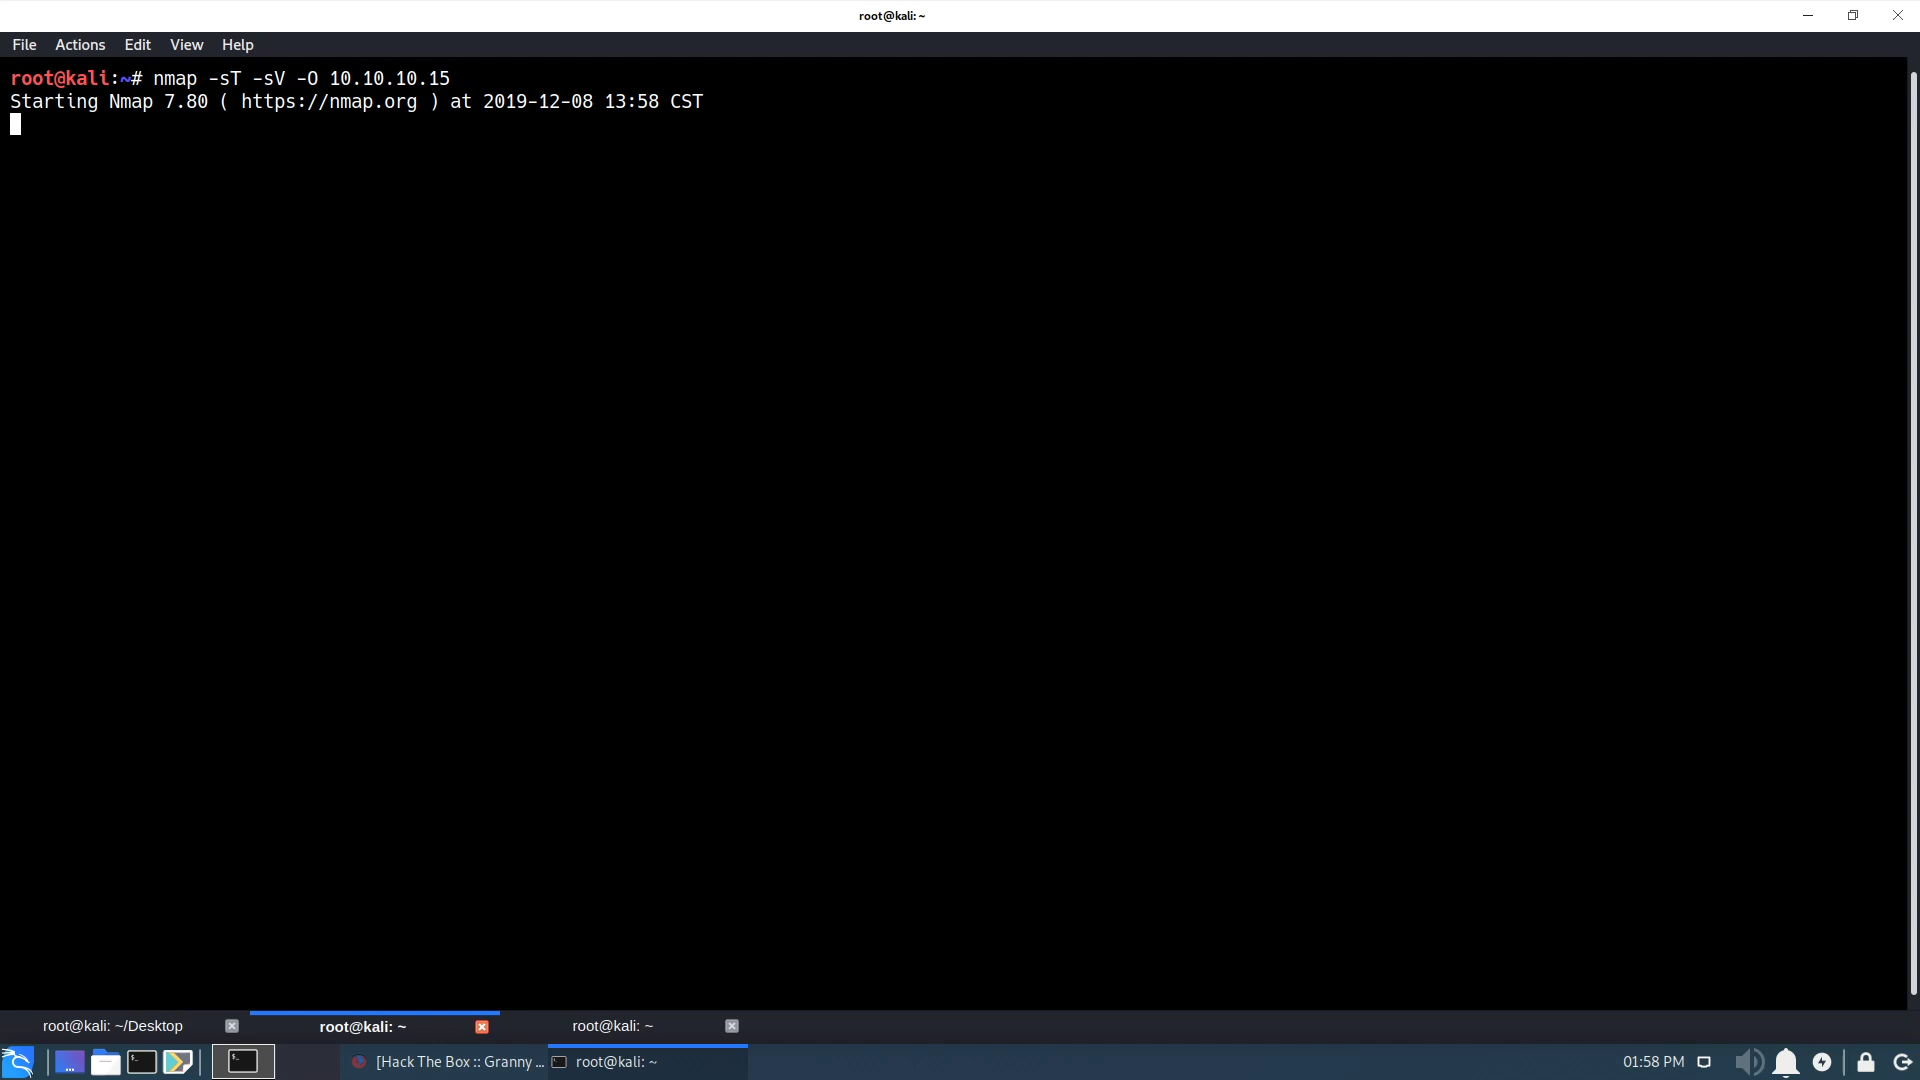 root@kali: ~
File Actions Edit View Help
root@kali:~# nmap -sT -sV -O 10.10.10.15
Starting Nmap 7.80 ( https://nmap.org ) at 2019-12-08 13:58 CST
root@kali: ~/Desktop root@kali: ~ root@kali: ~
[Hack The Box :: Granny ... root@kali: ~ 01:58 PM